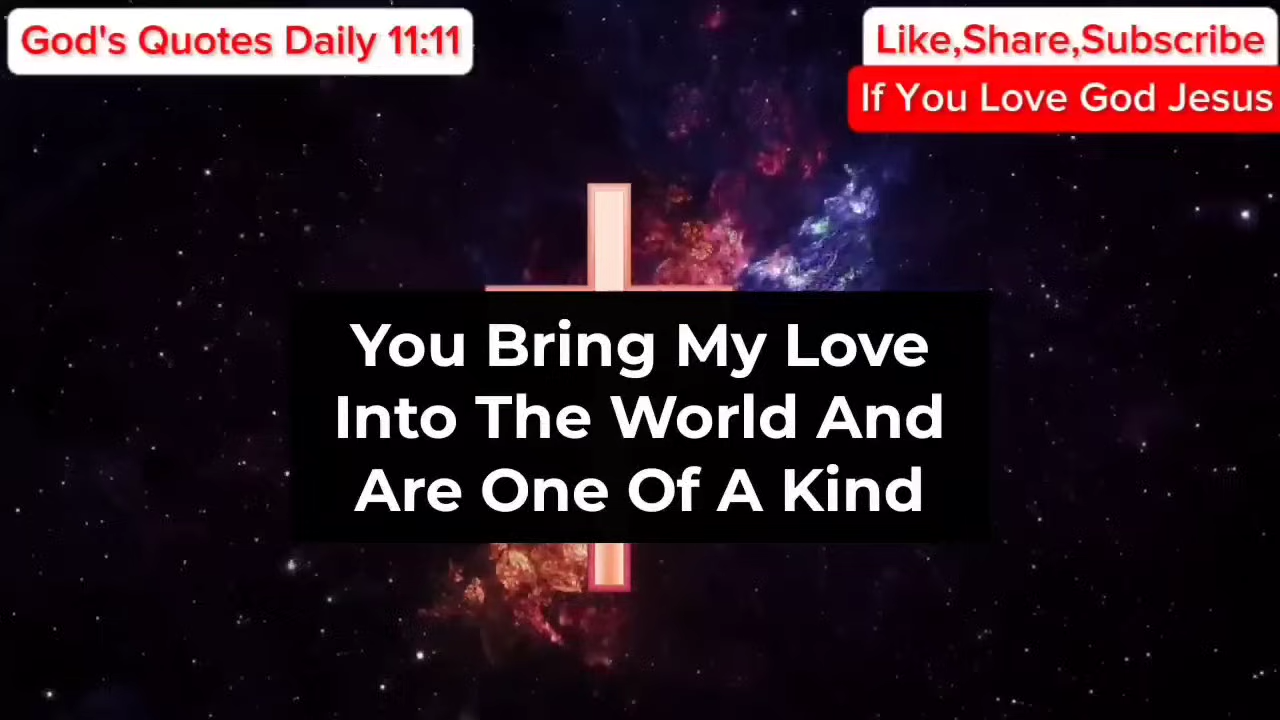 God's Quotes Daily 11:11
Like,Share,Subscribe
If You Love God Jesus
You Bring My Love
Into The World And
Are One Of A Kind